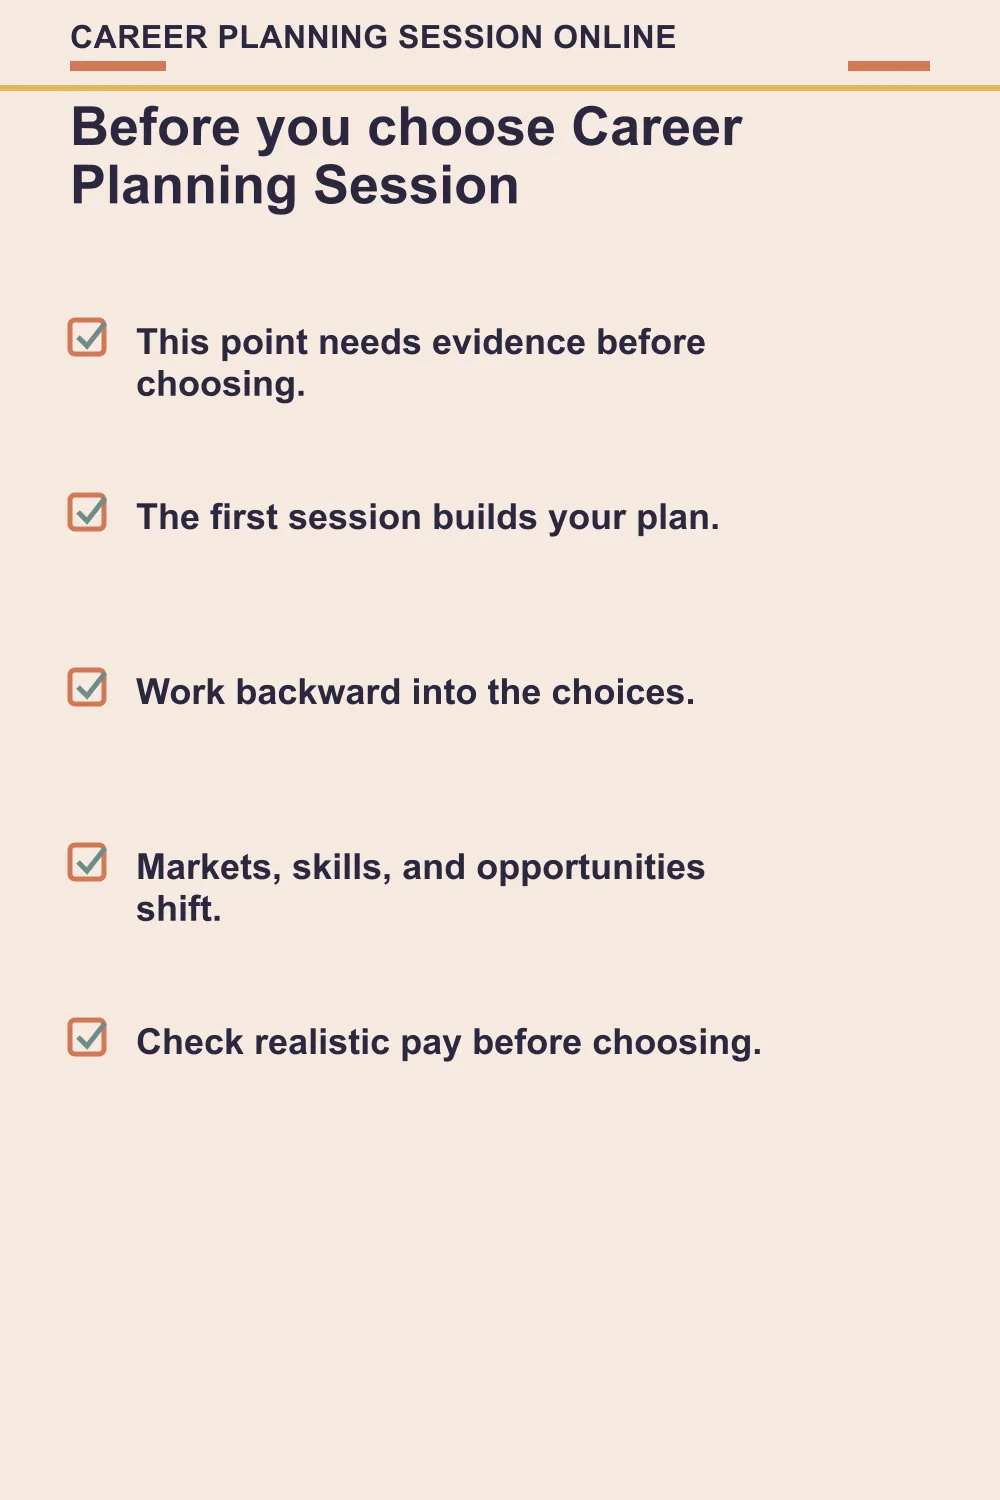 CAREER PLANNING SESSION ONLINE
Before you choose Career
Planning Session
This point needs evidence before
choosing.
The first session builds your plan.
Work backward into the choices.
Markets, skills, and opportunities
shift.
Check realistic pay before choosing.